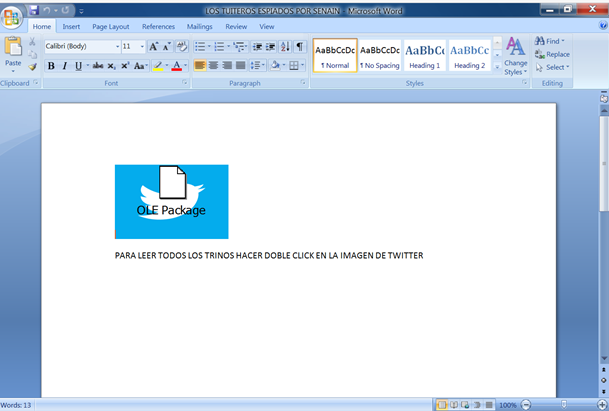 LOS TUITEROS ESPIADOS POR SENAIN - Microsoft Word
Home Insert Page Layout References Mailings Review View
Paste
Calibri (Body) 11
B I U abc
AaBbCcDc AaBbCcDc AaBbCc AaBbCc
¶ Normal ¶ No Spacing Heading 1 Heading 2
Change Styles
Find
Replace
Select
Clipboard Font Paragraph Styles Editing
OLE Package
PARA LEER TODOS LOS TRINOS HACER DOBLE CLICK EN LA IMAGEN DE TWITTER
Words: 13 100%